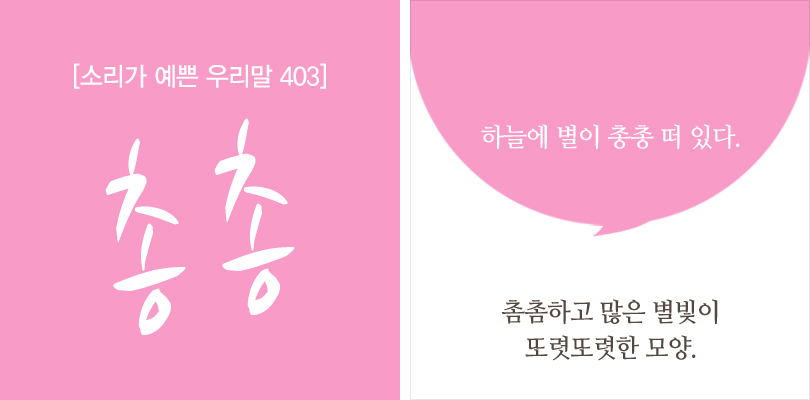 [소리가 예쁜 우리말 403]
총총
하늘에 별이 총총 떠 있다.
촘촘하고 많은 별빛이
또렷또렷한 모양.